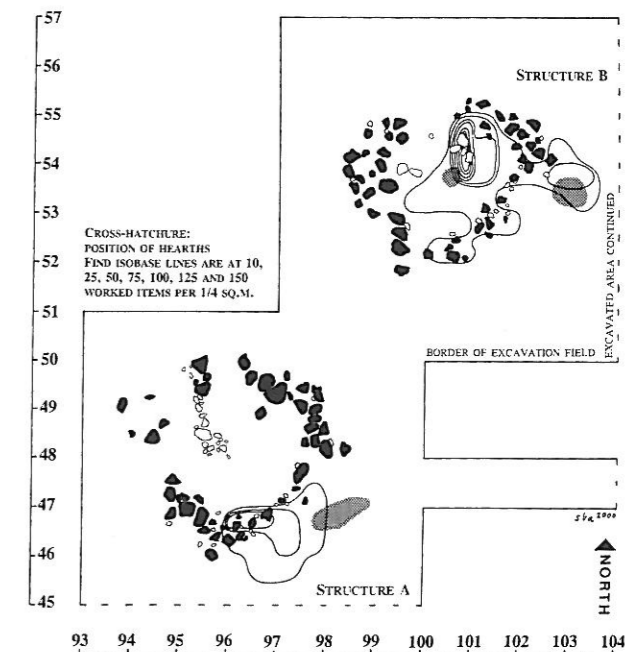 57
56
55
54
53
52
51
50
49
48
47
46
45
STRUCTURE B
CROSS-HATCHURE:
POSITION OF HEARTHS
FIND ISOBASE LINES ARE AT 10,
25, 50, 75, 100, 125 AND 150
WORKED ITEMS PER 1/4 SQ.M.
EXCAVATED AREA CONTINUED
BORDER OF EXCAVATION FIELD
STRUCTURE A
2000
NORTH
93 94 95 96 97 98 99 100 101 102 103 104